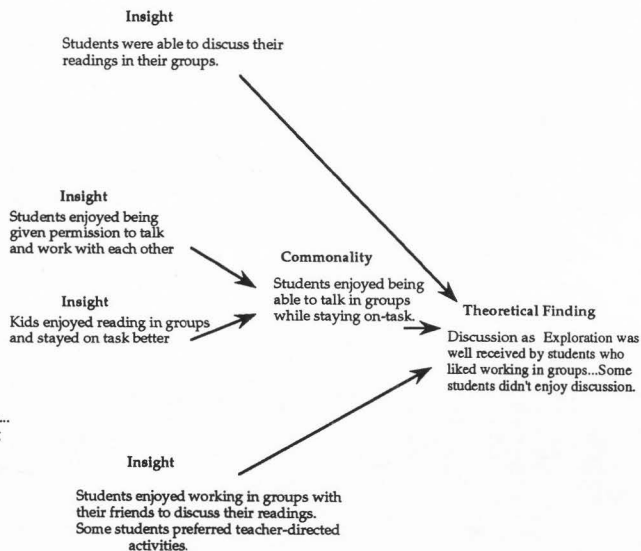 Insight
Students were able to discuss their
readings in their groups.
Insight
Students enjoyed being
given permission to talk
and work with each other
Insight
Kids enjoyed reading in groups
and stayed on task better
Commonality
Students enjoyed being
able to talk in groups
while staying on-task.
Theoretical Finding
Discussion as Exploration was
well received by students who
liked working in groups...Some
students didn't enjoy discussion.
...
Insight
Students enjoyed working in groups with
their friends to discuss their readings.
Some students preferred teacher-directed
activities.